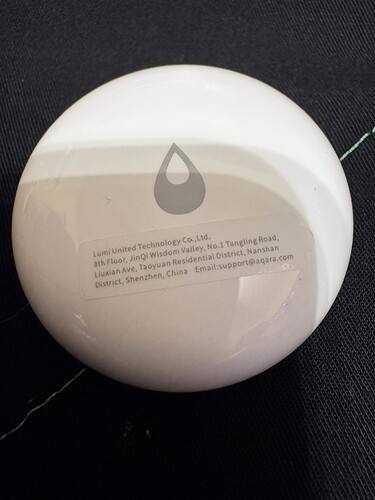 Lumi United Technology Co.,Ltd.
8th Floor, JinQi Wisdom Valley, No.1 Tangling Road,
Liuxian Ave, Taoyuan Residential District, Nanshan
District, Shenzhen, China Email:support@aqara.com